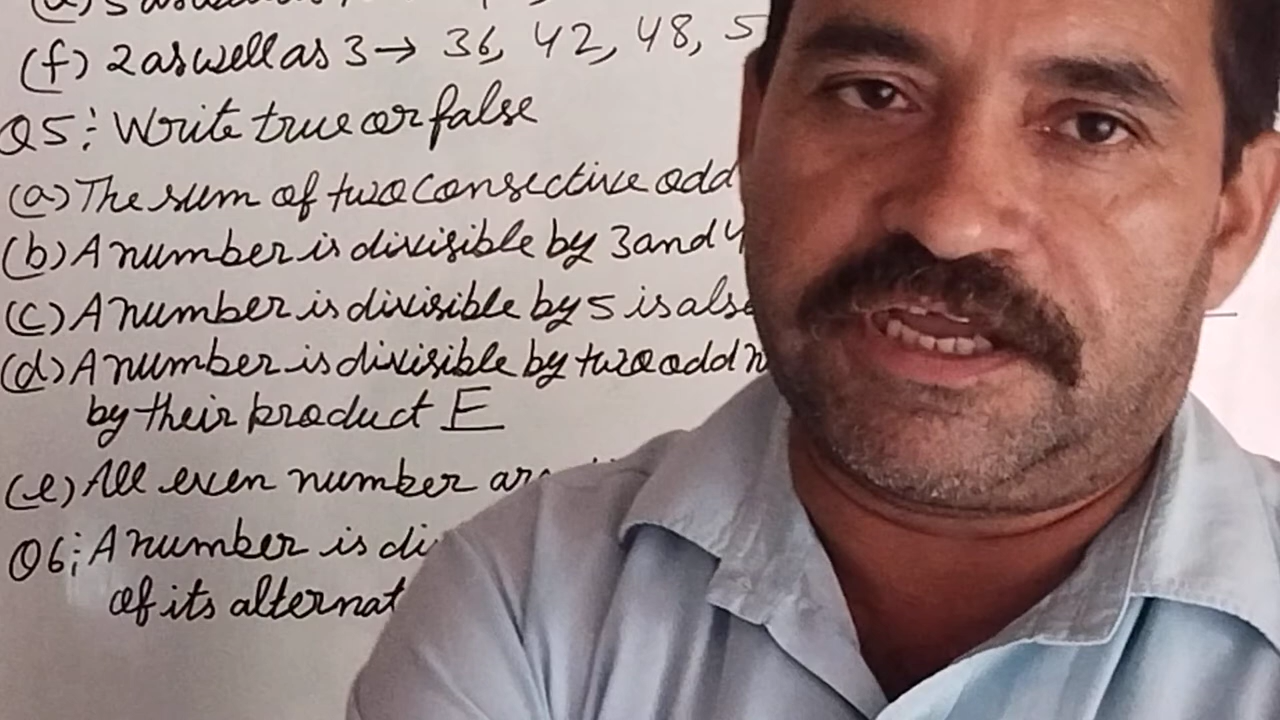 (f) 2 as well as 3 → 36, 42, 48, 5
Q5: Write true or false
(a) The sum of two consective odd
(b) A number is divisible by 3 and 4
(c) A number is divisible by 5 is also
(d) A number is divisible by two odd n
by their product F
(e) All even number are
Q6: A number is di
of its alternat